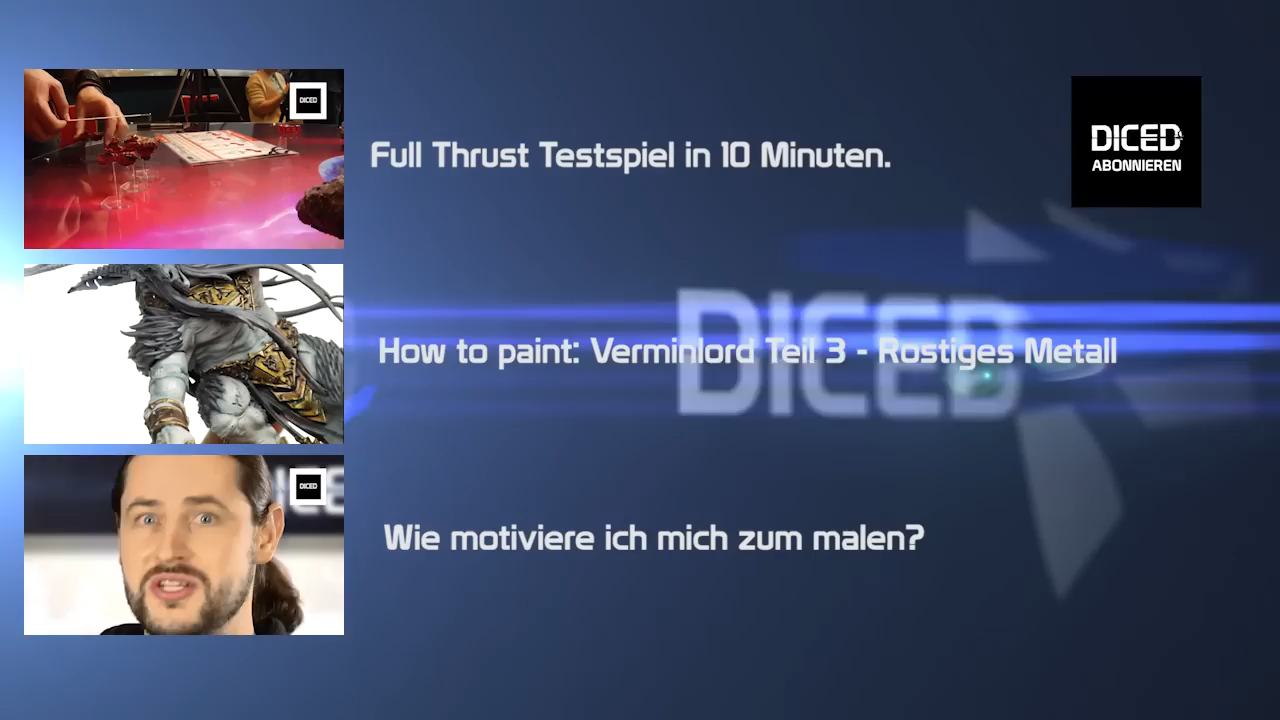 DICED
Full Thrust Testspiel in 10 Minuten.
DICED
ABONNIEREN
DICED
How to paint: Verminlord Teil 3 - Rostiges Metall
DICED
Wie motiviere ich mich zum malen?